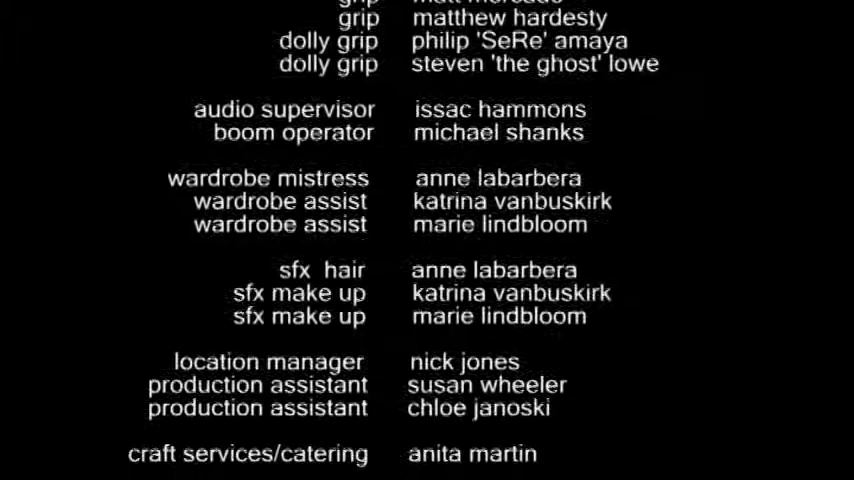 grip matthew hardesty
dolly grip philip 'SeRe' amaya
dolly grip steven 'the ghost' lowe
audio supervisor issac hammons
boom operator michael shanks
wardrobe mistress anne labarbera
wardrobe assist katrina vanbuskirk
wardrobe assist marie lindbloom
sfx hair anne labarbera
sfx make up katrina vanbuskirk
sfx make up marie lindbloom
location manager nick jones
production assistant susan wheeler
production assistant chloe janoski
craft services/catering anita martin